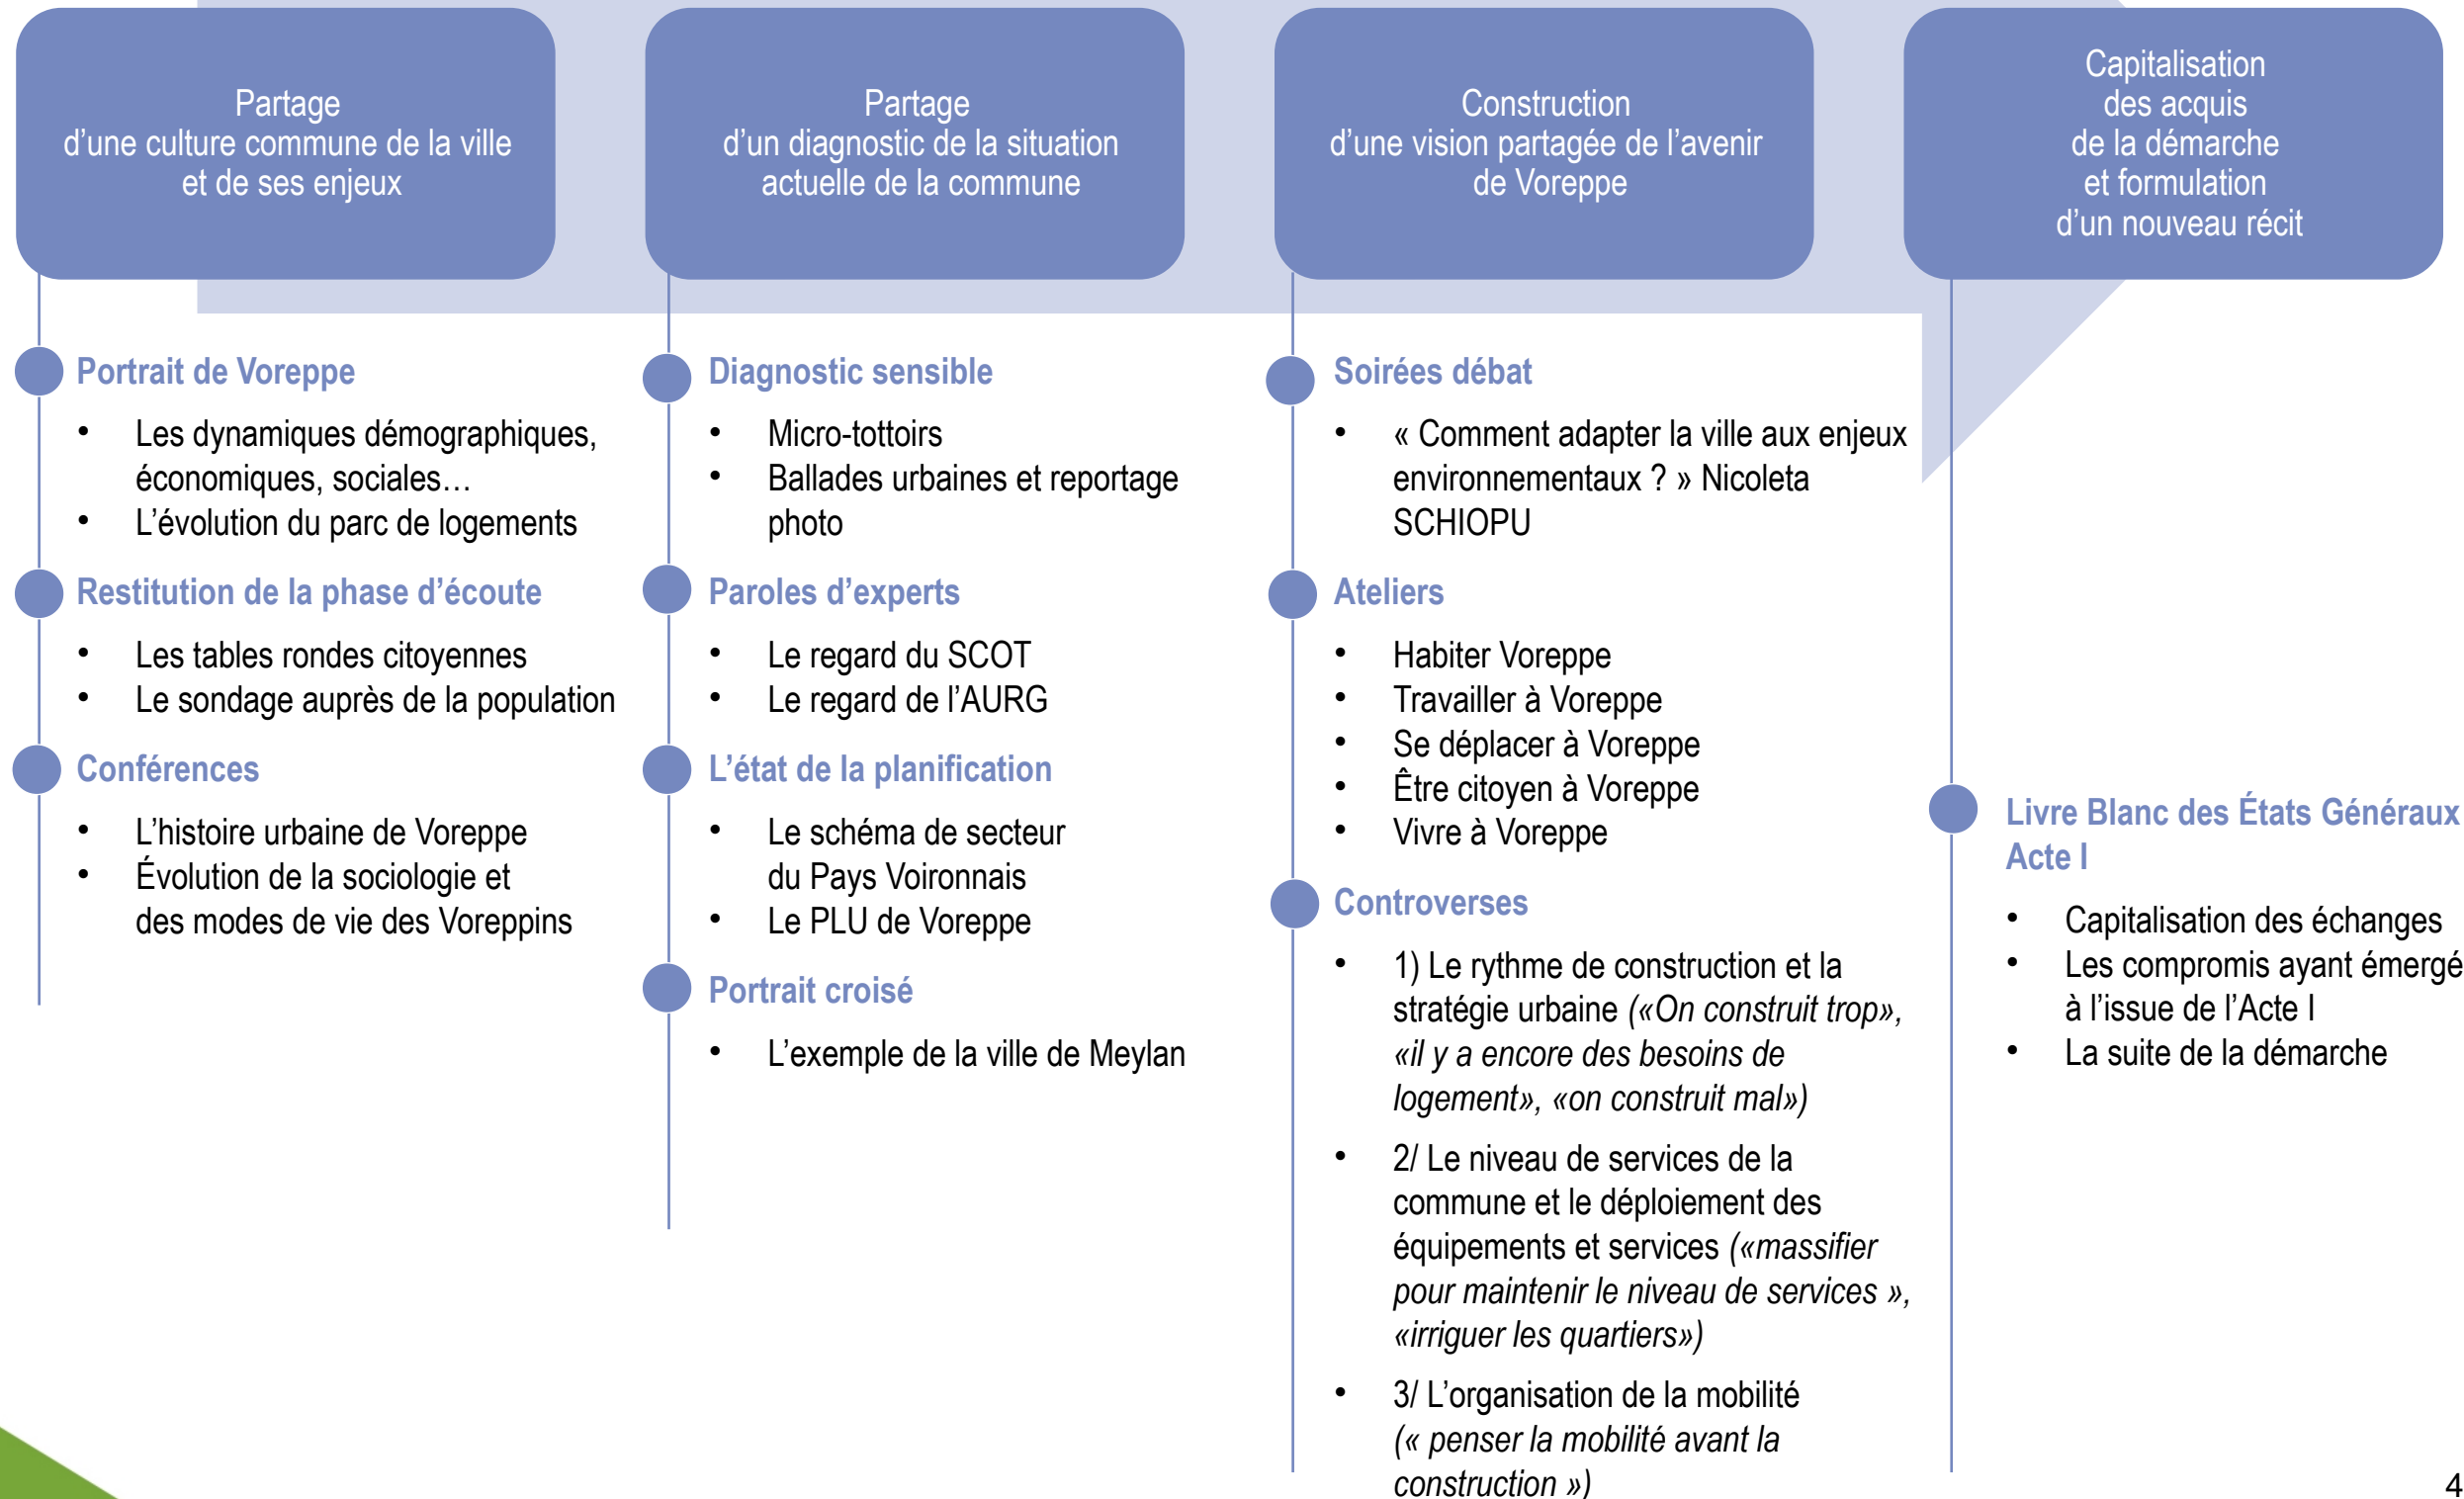 Partage
d'une culture commune de la ville
et de ses enjeux
Partage
d'un diagnostic de la situation
actuelle de la commune
Construction
d'une vision partagée de l'avenir
de Voreppe
Capitalisation
des acquis
de la démarche
et formulation
d'un nouveau récit
Portrait de Voreppe
• Les dynamiques démographiques,
économiques, sociales…
• L'évolution du parc de logements
Restitution de la phase d'écoute
• Les tables rondes citoyennes
• Le sondage auprès de la population
Conférences
• L'histoire urbaine de Voreppe
• Évolution de la sociologie et
des modes de vie des Voreppins
Diagnostic sensible
• Micro-tottoirs
• Ballades urbaines et reportage
photo
Paroles d'experts
• Le regard du SCOT
• Le regard de l'AURG
L'état de la planification
• Le schéma de secteur
du Pays Voironnais
• Le PLU de Voreppe
Portrait croisé
• L'exemple de la ville de Meylan
Soirées débat
• « Comment adapter la ville aux enjeux
environnementaux ? » Nicoleta
SCHIOPU
Ateliers
• Habiter Voreppe
• Travailler à Voreppe
• Se déplacer à Voreppe
• Être citoyen à Voreppe
• Vivre à Voreppe
Controverses
• 1) Le rythme de construction et la
stratégie urbaine («On construit trop»,
«il y a encore des besoins de
logement», «on construit mal»)
• 2/ Le niveau de services de la
commune et le déploiement des
équipements et services («massifier
pour maintenir le niveau de services »,
«irriguer les quartiers»)
• 3/ L'organisation de la mobilité
(« penser la mobilité avant la
construction »)
Livre Blanc des États Généraux
Acte I
• Capitalisation des échanges
• Les compromis ayant émergé
à l'issue de l'Acte I
• La suite de la démarche
4